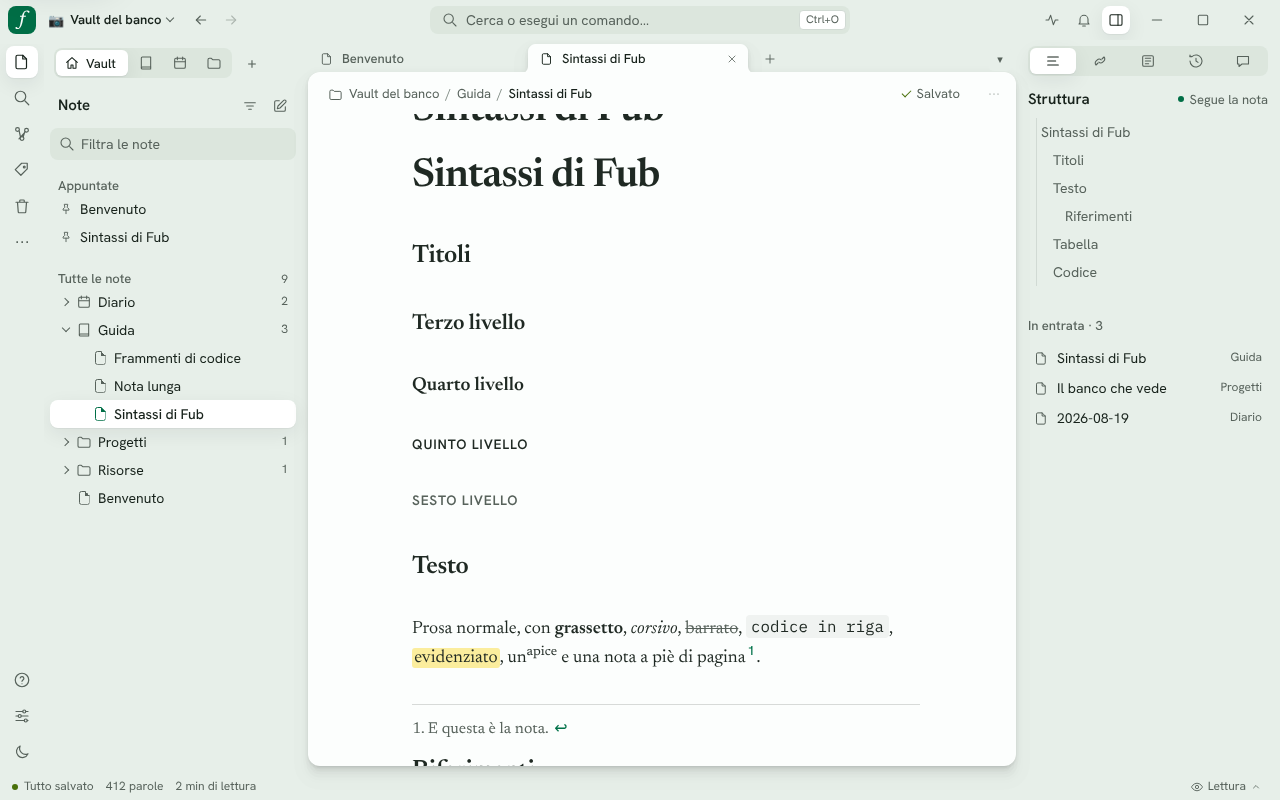 f
Vault del banco
Cerca o esegui un comando…
Ctrl+O
Vault
Note
Filtra le note
Appuntate
Benvenuto
Sintassi di Fub
Tutte le note 9
Diario 2
Guida 3
Frammenti di codice
Nota lunga
Sintassi di Fub
Progetti 1
Risorse 1
Benvenuto
Benvenuto
Sintassi di Fub
Vault del banco / Guida / Sintassi di Fub
Salvato
Sintassi di Fub
Sintassi di Fub
Titoli
Terzo livello
Quarto livello
QUINTO LIVELLO
SESTO LIVELLO
Testo
Prosa normale, con grassetto, corsivo, barrato, codice in riga,
evidenziato, unapice e una nota a piè di pagina1.
1. E questa è la nota. ↩
Riferimenti
Struttura
Segue la nota
Sintassi di Fub
Titoli
Testo
Riferimenti
Tabella
Codice
In entrata · 3
Sintassi di Fub Guida
Il banco che vede Progetti
2026-08-19 Diario
Tutto salvato 412 parole 2 min di lettura
Lettura